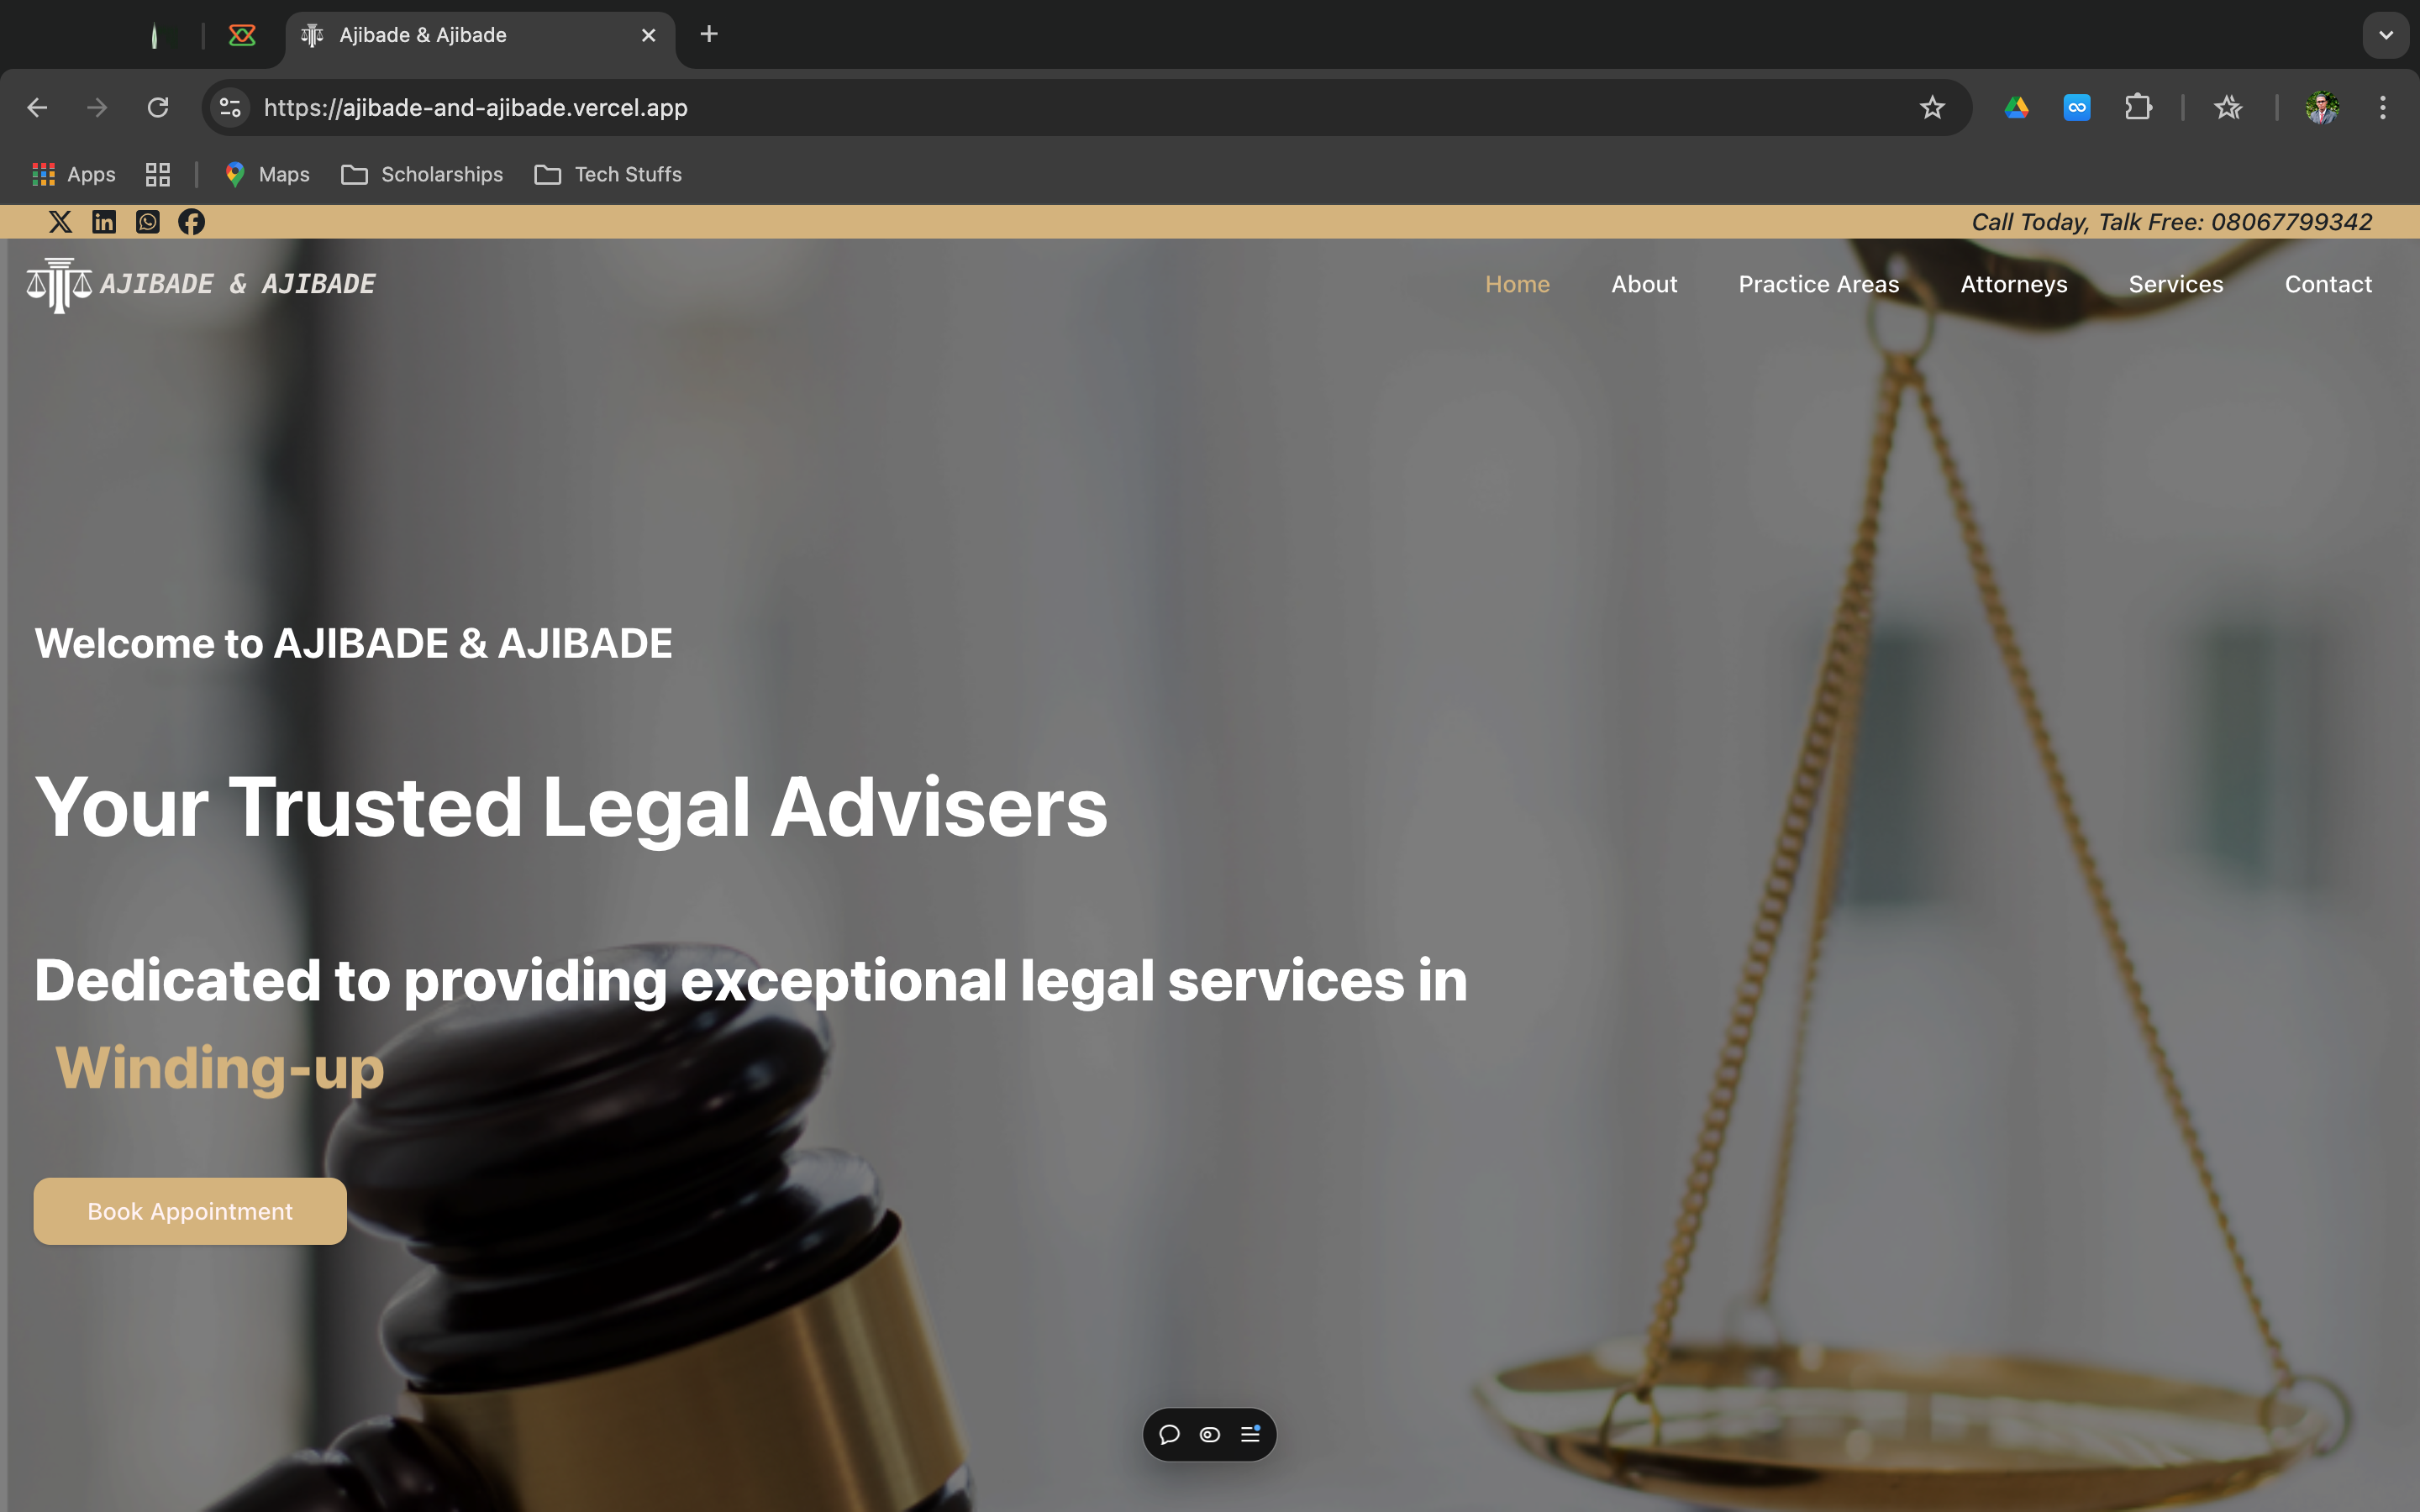 Ajibade & Ajibade
https://ajibade-and-ajibade.vercel.app
Apps
Maps
Scholarships
Tech Stuffs
Call Today, Talk Free: 08067799342
AJIBADE & AJIBADE
Home
About
Practice Areas
Attorneys
Services
Contact
Welcome to AJIBADE & AJIBADE
Your Trusted Legal Advisers
Dedicated to providing exceptional legal services in
Winding-up
Book Appointment